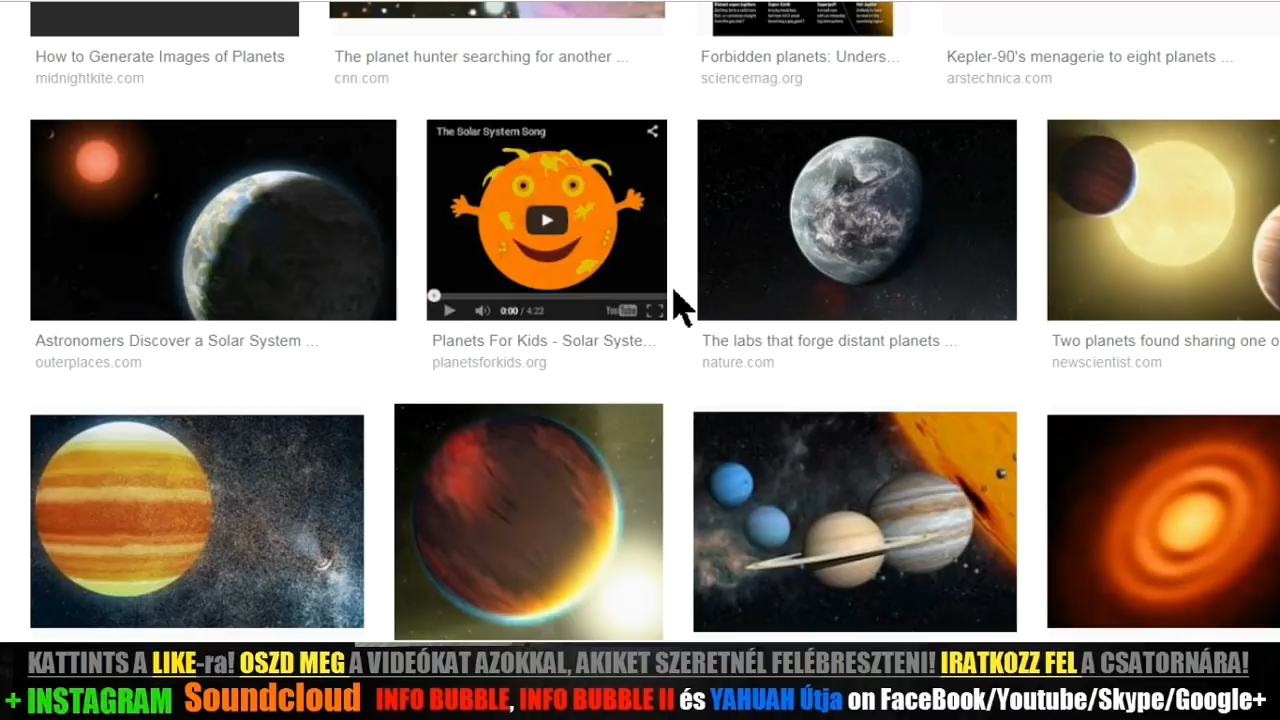 How to Generate Images of Planets
midnightkite.com
The planet hunter searching for another ...
cnn.com
Forbidden planets: Unders...
sciencemag.org
Kepler-90's menagerie to eight planets ...
arstechnica.com
The Solar System Song
0:00 / 4:22
YouTube
Astronomers Discover a Solar System ...
outerplaces.com
Planets For Kids - Solar Syste...
planetsforkids.org
The labs that forge distant planets ...
nature.com
Two planets found sharing one o
newscientist.com
KATTINTS A LIKE-ra! OSZD MEG A VIDEÓKAT AZOKKAL, AKIKET SZERETNÉL FELÉBRESZTENI! IRATKOZZ FEL A CSATORNÁRA!
+ INSTAGRAM Soundcloud INFO BUBBLE, INFO BUBBLE II és YAHUAH Útja on FaceBook/Youtube/Skype/Google+